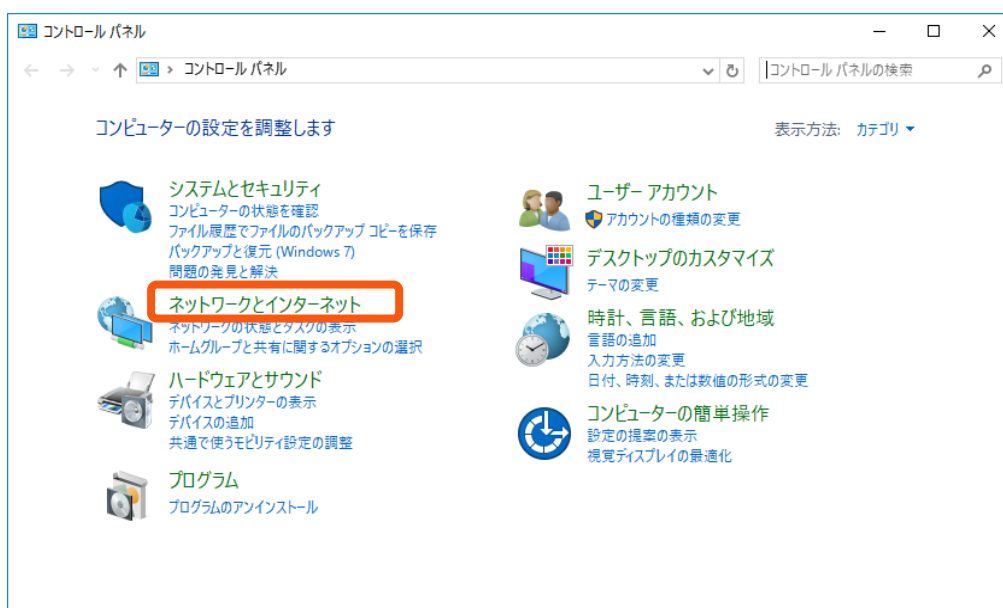 コントロール パネル
コントロール パネル
コントロール パネルの検索
コンピューターの設定を調整します
表示方法: カテゴリ
システムとセキュリティ
コンピューターの状態を確認
ファイル履歴でファイルのバックアップ コピーを保存
バックアップと復元 (Windows 7)
問題の発見と解決
ネットワークとインターネット
ネットワークの状態とタスクの表示
ホームグループと共有に関するオプションの選択
ハードウェアとサウンド
デバイスとプリンターの表示
デバイスの追加
共通で使うモビリティ設定の調整
プログラム
プログラムのアンインストール
ユーザー アカウント
アカウントの種類の変更
デスクトップのカスタマイズ
テーマの変更
時計、言語、および地域
言語の追加
入力方法の変更
日付、時刻、または数値の形式の変更
コンピューターの簡単操作
設定の提案の表示
視覚ディスプレイの最適化